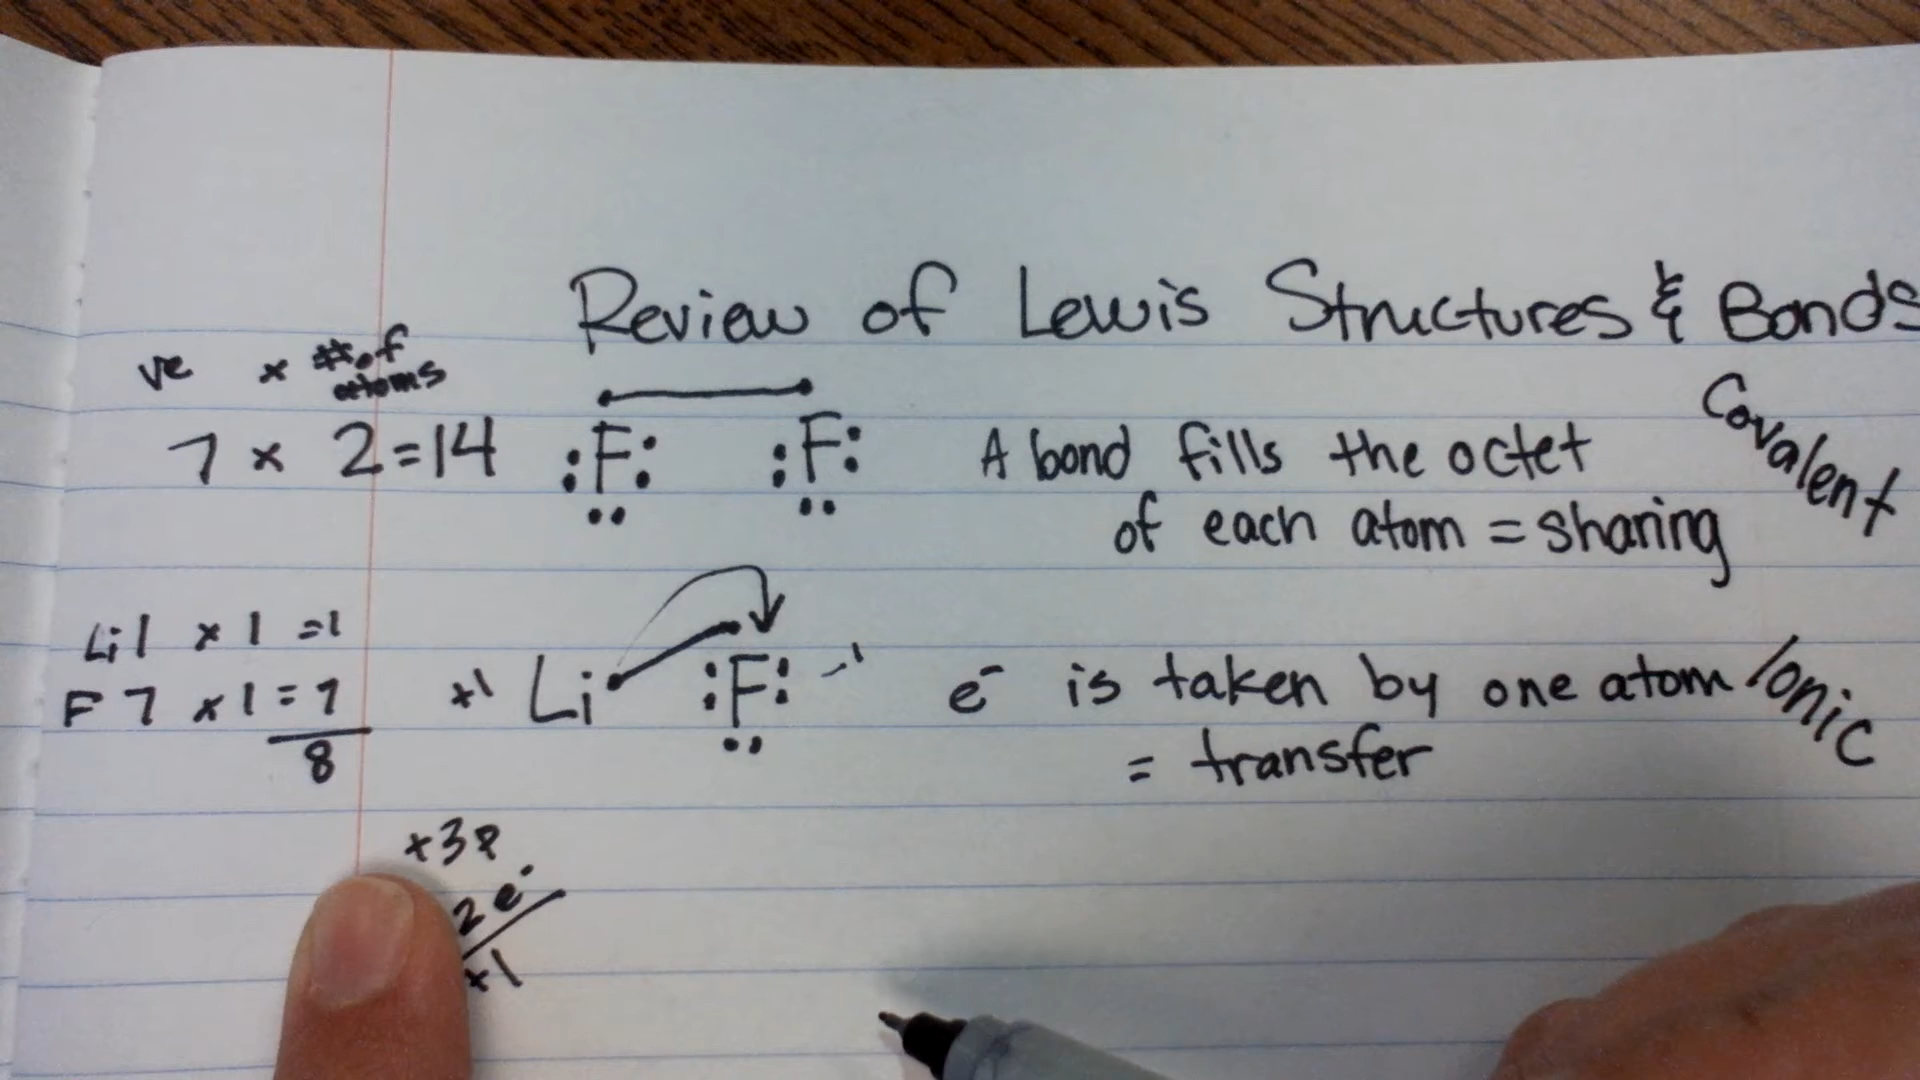 Review of Lewis Structures & Bonds
ve x # of atoms
7 x 2 = 14 :F: :F: A bond fills the octet
of each atom = sharing
Covalent
Li 1 x 1 = 1
F 7 x 1 = 7
8
+1 Li :F: -1 e⁻ is taken by one atom
= transfer
Ionic
+3p
2e⁻
+1